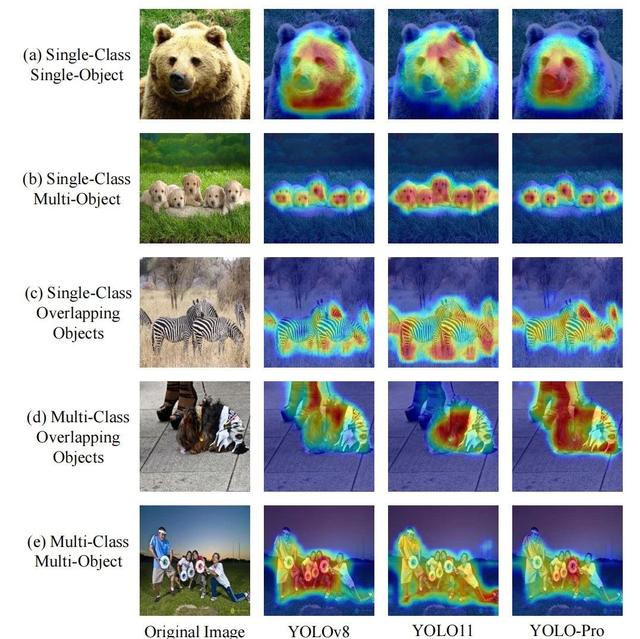 (a) Single-Class
Single-Object
(b) Single-Class
Multi-Object
(c) Single-Class
Overlapping
Objects
(d) Multi-Class
Overlapping
Objects
(e) Multi-Class
Multi-Object
Original Image YOLOv8 YOLO11 YOLO-Pro